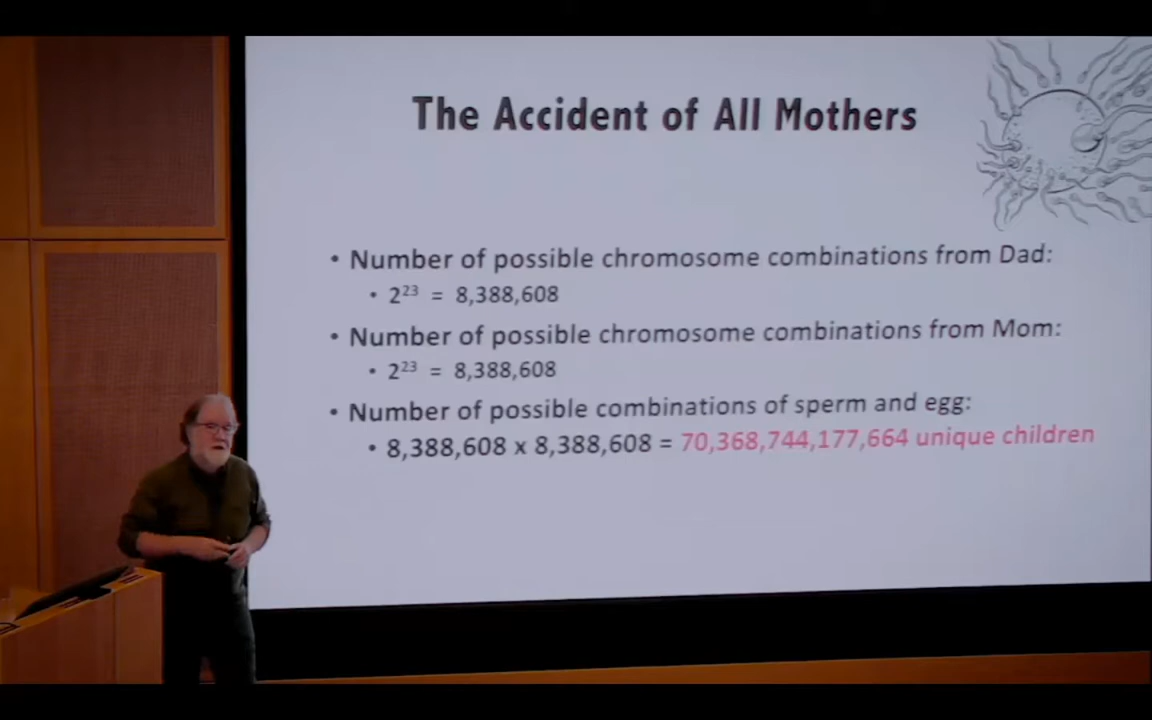 The Accident of All Mothers
• Number of possible chromosome combinations from Dad:
• 2²³ = 8,388,608
• Number of possible chromosome combinations from Mom:
• 2²³ = 8,388,608
• Number of possible combinations of sperm and egg:
• 8,388,608 x 8,388,608 = 70,368,744,177,664 unique children